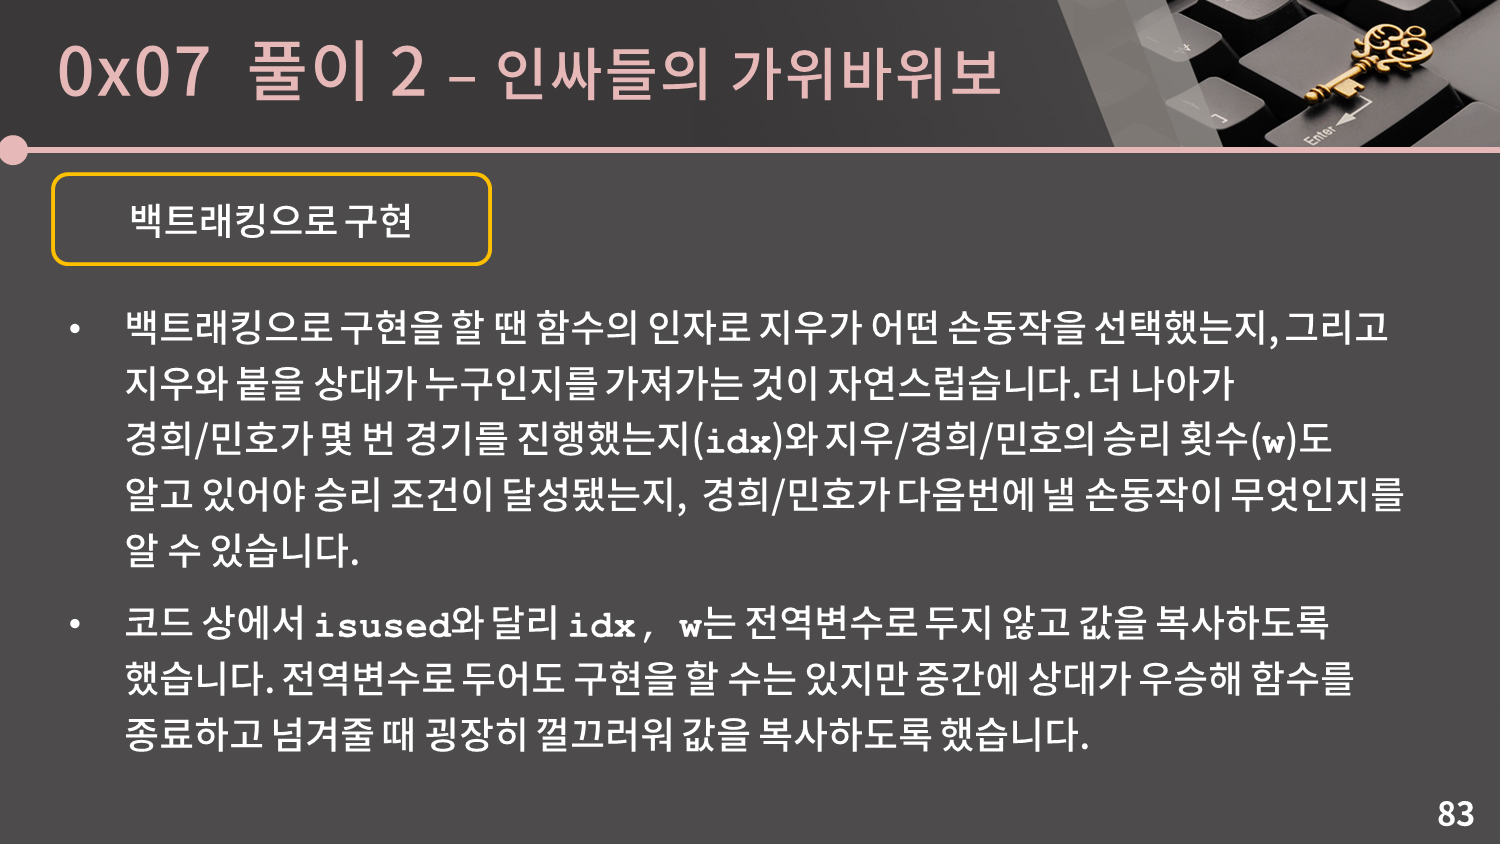 0x07 풀이 2 – 인싸들의 가위바위보
Enter
백트래킹으로 구현
• 백트래킹으로 구현을 할 땐 함수의 인자로 지우가 어떤 손동작을 선택했는지, 그리고
지우와 붙을 상대가 누구인지를 가져가는 것이 자연스럽습니다. 더 나아가
경희/민호가 몇 번 경기를 진행했는지(idx)와 지우/경희/민호의 승리 횟수(w)도
알고 있어야 승리 조건이 달성됐는지, 경희/민호가 다음번에 낼 손동작이 무엇인지를
알 수 있습니다.
• 코드 상에서 isused와 달리 idx, w는 전역변수로 두지 않고 값을 복사하도록
했습니다. 전역변수로 두어도 구현을 할 수는 있지만 중간에 상대가 우승해 함수를
종료하고 넘겨줄 때 굉장히 껄끄러워 값을 복사하도록 했습니다.
83